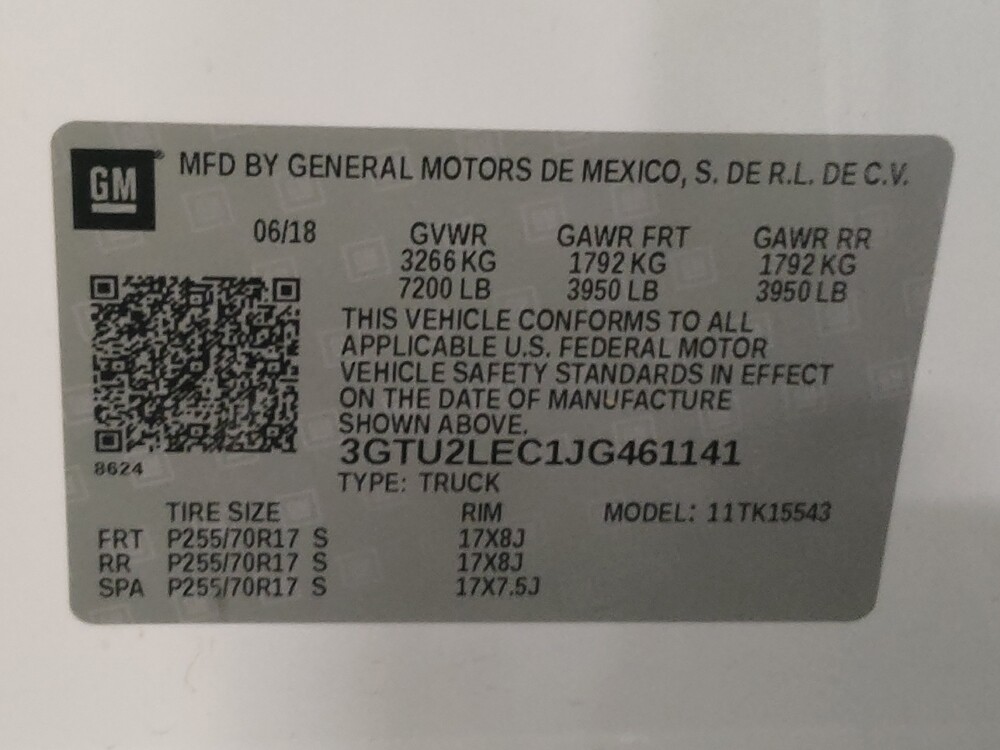 GM
MFD BY GENERAL MOTORS DE MEXICO, S. DE R.L. DE C.V.
06/18 GVWR GAWR FRT GAWR RR
3266 KG 1792 KG 1792 KG
7200 LB 3950 LB 3950 LB
THIS VEHICLE CONFORMS TO ALL
APPLICABLE U.S. FEDERAL MOTOR
VEHICLE SAFETY STANDARDS IN EFFECT
ON THE DATE OF MANUFACTURE
SHOWN ABOVE.
3GTU2LEC1JG461141
8624
TYPE: TRUCK
TIRE SIZE RIM MODEL: 11TK15543
FRT P255/70R17 S 17X8J
RR P255/70R17 S 17X8J
SPA P255/70R17 S 17X7.5J